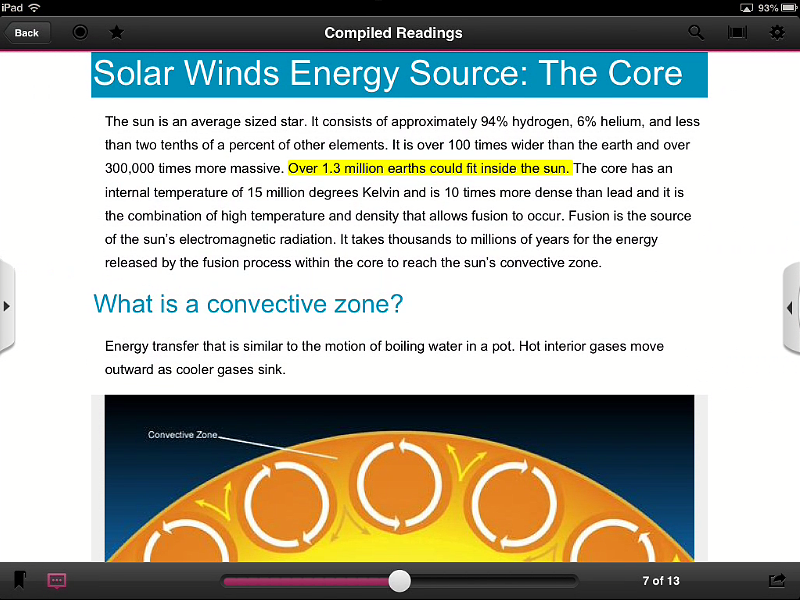 iPad 93%
Back Compiled Readings
Solar Winds Energy Source: The Core
The sun is an average sized star. It consists of approximately 94% hydrogen, 6% helium, and less
than two tenths of a percent of other elements. It is over 100 times wider than the earth and over
300,000 times more massive. Over 1.3 million earths could fit inside the sun. The core has an
internal temperature of 15 million degrees Kelvin and is 10 times more dense than lead and it is
the combination of high temperature and density that allows fusion to occur. Fusion is the source
of the sun's electromagnetic radiation. It takes thousands to millions of years for the energy
released by the fusion process within the core to reach the sun's convective zone.
What is a convective zone?
Energy transfer that is similar to the motion of boiling water in a pot. Hot interior gases move
outward as cooler gases sink.
Convective Zone
7 of 13